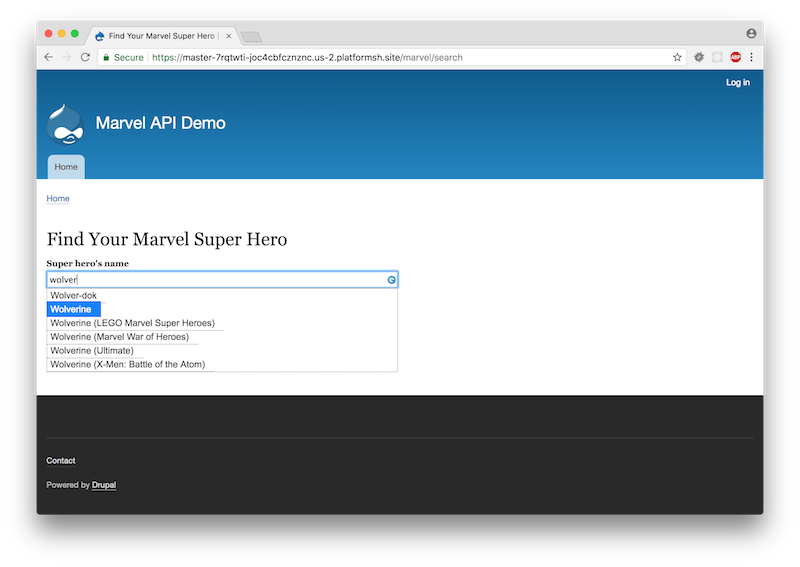 Find Your Marvel Super Hero |
Secure https://master-7rqtwti-joc4cbfcznznc.us-2.platformsh.site/marvel/search
ABP
Log in
Marvel API Demo
Home
Home
Find Your Marvel Super Hero
Super hero's name
wolver
Wolver-dok
Wolverine
Wolverine (LEGO Marvel Super Heroes)
Wolverine (Marvel War of Heroes)
Wolverine (Ultimate)
Wolverine (X-Men: Battle of the Atom)
Contact
Powered by Drupal